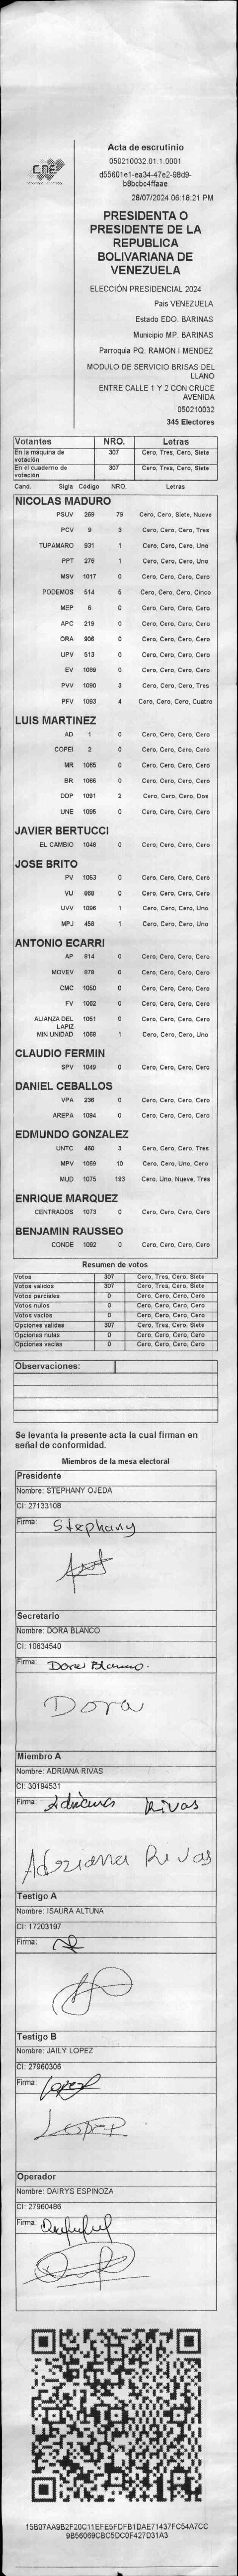 CNE
Acta de escrutinio
050210032.01.1.0001
d55601e1-ea34-47e2-98d9-
b8bcbc4ffaae
28/07/2024 06:18:21 PM
PRESIDENTA O
PRESIDENTE DE LA
REPUBLICA
BOLIVARIANA DE
VENEZUELA
ELECCIÓN PRESIDENCIAL 2024
Pais VENEZUELA
Estado EDO. BARINAS
Municipio MP. BARINAS
Parroquia PQ. RAMON I MENDEZ
MODULO DE SERVICIO BRISAS DEL
LLANO
ENTRE CALLE 1 Y 2 CON CRUCE
AVENIDA
050210032
345 Electores
Votantes NRO. Letras
En la máquina de votación 307 Cero, Tres, Cero, Siete
En el cuaderno de votación 307 Cero, Tres, Cero, Siete
Cand. Sigla Código NRO. Letras
NICOLAS MADURO
PSUV 269 79 Cero, Cero, Siete, Nueve
PCV 9 3 Cero, Cero, Cero, Tres
TUPAMARO 931 1 Cero, Cero, Cero, Uno
PPT 276 1 Cero, Cero, Cero, Uno
MSV 1017 0 Cero, Cero, Cero, Cero
PODEMOS 514 5 Cero, Cero, Cero, Cinco
MEP 6 0 Cero, Cero, Cero, Cero
APC 219 0 Cero, Cero, Cero, Cero
ORA 906 0 Cero, Cero, Cero, Cero
UPV 513 0 Cero, Cero, Cero, Cero
EV 1089 0 Cero, Cero, Cero, Cero
PVV 1090 3 Cero, Cero, Cero, Tres
PFV 1093 4 Cero, Cero, Cero, Cuatro
LUIS MARTINEZ
AD 1 0 Cero, Cero, Cero, Cero
COPEI 2 0 Cero, Cero, Cero, Cero
MR 1065 0 Cero, Cero, Cero, Cero
BR 1066 0 Cero, Cero, Cero, Cero
DDP 1091 2 Cero, Cero, Cero, Dos
UNE 1095 0 Cero, Cero, Cero, Cero
JAVIER BERTUCCI
EL CAMBIO 1048 0 Cero, Cero, Cero, Cero
JOSE BRITO
PV 1053 0 Cero, Cero, Cero, Cero
VU 868 0 Cero, Cero, Cero, Cero
UVV 1096 1 Cero, Cero, Cero, Uno
MPJ 458 1 Cero, Cero, Cero, Uno
ANTONIO ECARRI
AP 814 0 Cero, Cero, Cero, Cero
MOVEV 878 0 Cero, Cero, Cero, Cero
CMC 1050 0 Cero, Cero, Cero, Cero
FV 1062 0 Cero, Cero, Cero, Cero
ALIANZA DEL LAPIZ 1051 0 Cero, Cero, Cero, Cero
MIN UNIDAD 1068 1 Cero, Cero, Cero, Uno
CLAUDIO FERMIN
SPV 1049 0 Cero, Cero, Cero, Cero
DANIEL CEBALLOS
VPA 236 0 Cero, Cero, Cero, Cero
AREPA 1094 0 Cero, Cero, Cero, Cero
EDMUNDO GONZALEZ
UNTC 460 3 Cero, Cero, Cero, Tres
MPV 1069 10 Cero, Cero, Uno, Cero
MUD 1075 193 Cero, Uno, Nueve, Tres
ENRIQUE MARQUEZ
CENTRADOS 1073 0 Cero, Cero, Cero, Cero
BENJAMIN RAUSSEO
CONDE 1092 0 Cero, Cero, Cero, Cero
Resumen de votos
Votos 307 Cero, Tres, Cero, Siete
Votos validos 307 Cero, Tres, Cero, Siete
Votos parciales 0 Cero, Cero, Cero, Cero
Votos nulos 0 Cero, Cero, Cero, Cero
Votos vacios 0 Cero, Cero, Cero, Cero
Opciones validas 307 Cero, Tres, Cero, Siete
Opciones nulas 0 Cero, Cero, Cero, Cero
Opciones vacias 0 Cero, Cero, Cero, Cero
Observaciones:
Se levanta la presente acta la cual firman en
señal de conformidad.
Miembros de la mesa electoral
Presidente
Nombre: STEPHANY OJEDA
CI: 27133108
Firma: Stephany
Secretario
Nombre: DORA BLANCO
CI: 10634540
Firma: Dora Blanco.
Dora
Miembro A
Nombre: ADRIANA RIVAS
CI: 30194531
Firma: Adriana Rivas
Adriana Rivas
Testigo A
Nombre: ISAURA ALTUNA
CI: 17203197
Firma:
Testigo B
Nombre: JAILY LOPEZ
CI: 27960306
Firma: Lopez
Lopez
Operador
Nombre: DAIRYS ESPINOZA
CI: 27960486
Firma:
15B07AA9B2F20C11EFE5FDFB1DAE71437FC54A7CC
9B56069CBC5DC0F427D31A3